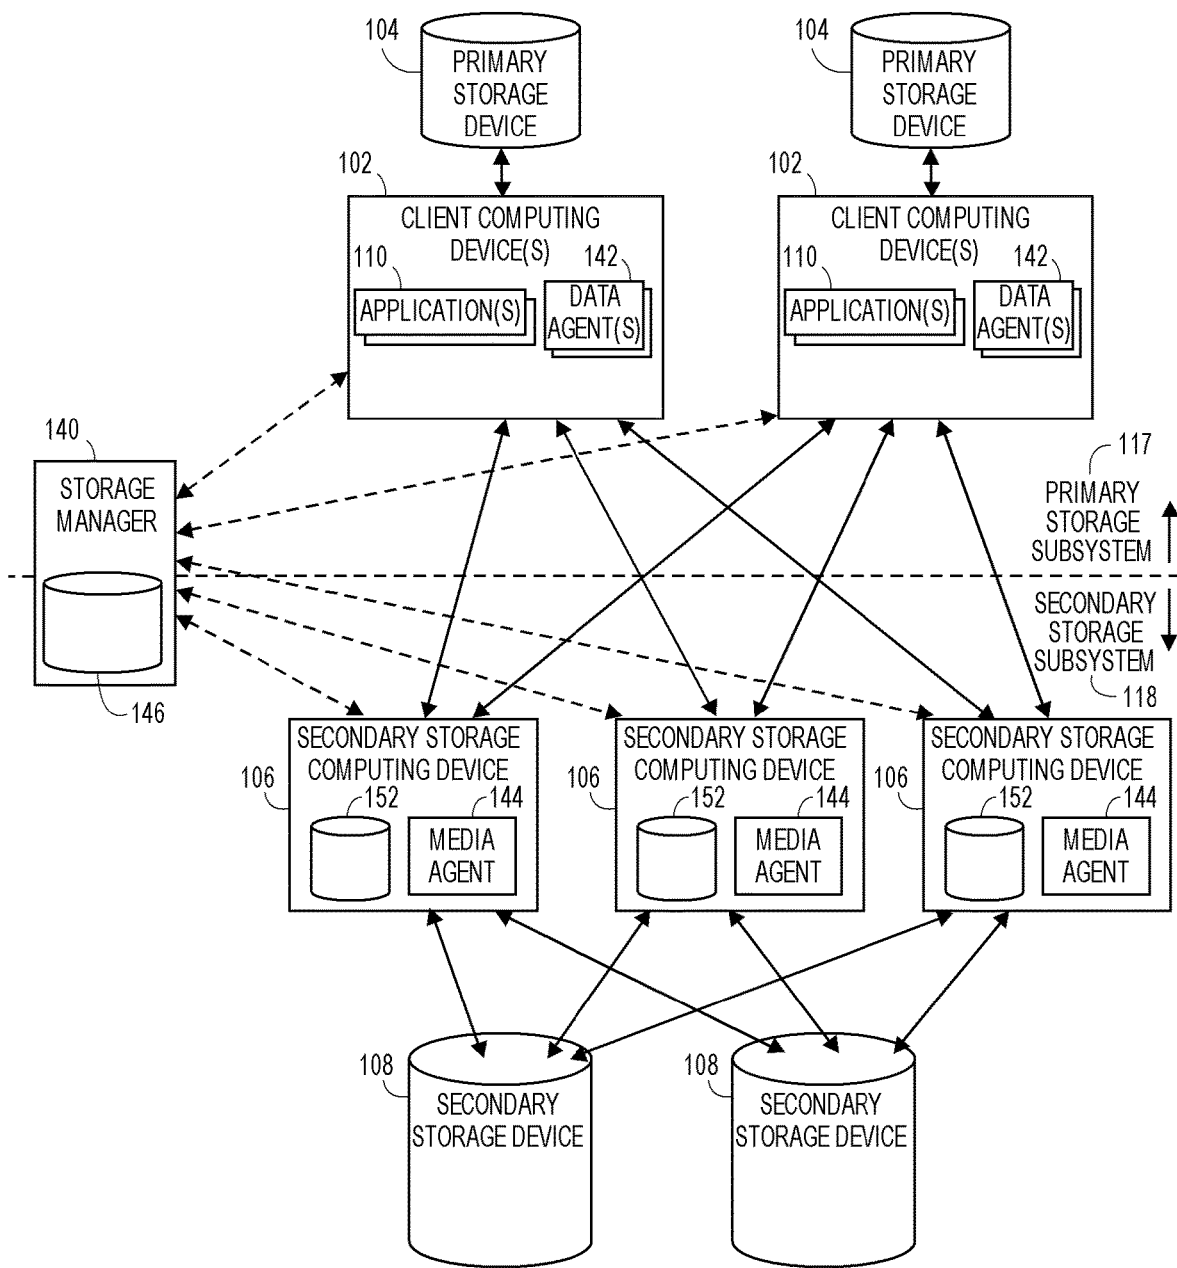 104
PRIMARY
STORAGE
DEVICE
104
PRIMARY
STORAGE
DEVICE
102
CLIENT COMPUTING
DEVICE(S)
110
142
APPLICATION(S)
DATA
AGENT(S)
102
CLIENT COMPUTING
DEVICE(S)
110
142
APPLICATION(S)
DATA
AGENT(S)
140
STORAGE
MANAGER
146
117
PRIMARY
STORAGE
SUBSYSTEM
SECONDARY
STORAGE
SUBSYSTEM
118
SECONDARY STORAGE
COMPUTING DEVICE
106
152
144
MEDIA
AGENT
SECONDARY STORAGE
COMPUTING DEVICE
106
152
144
MEDIA
AGENT
SECONDARY STORAGE
COMPUTING DEVICE
106
152
144
MEDIA
AGENT
108
SECONDARY
STORAGE DEVICE
108
SECONDARY
STORAGE DEVICE